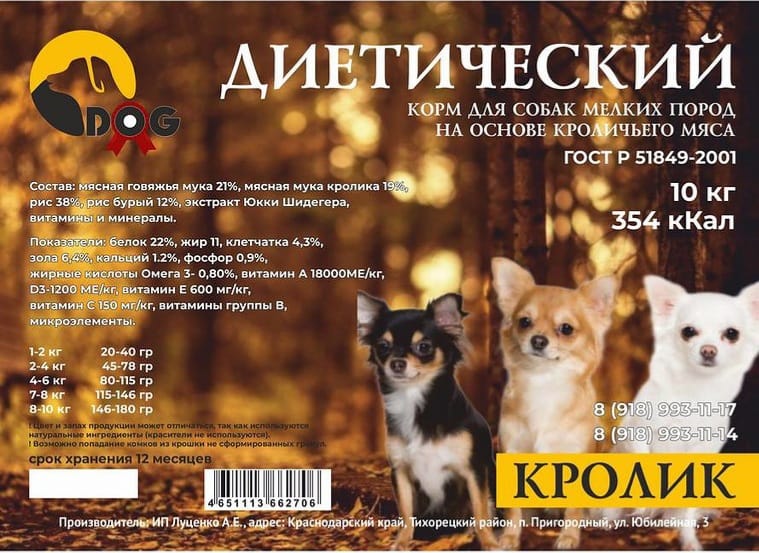 DOG
ДИЕТИЧЕСКИЙ
КОРМ ДЛЯ СОБАК МЕЛКИХ ПОРОД
НА ОСНОВЕ КРОЛИЧЬЕГО МЯСА
ГОСТ Р 51849-2001
10 кг
354 кКал
Состав: мясная говяжья мука 21%, мясная мука кролика 19%,
рис 38%, рис бурый 12%, экстракт Юкки Шидегера,
витамины и минералы.
Показатели: белок 22%, жир 11, клетчатка 4,3%,
зола 6,4%, кальций 1.2%, фосфор 0,9%,
жирные кислоты Омега 3- 0,80%, витамин А 18000МЕ/кг,
D3-1200 МЕ/кг, витамин Е 600 мг/кг,
витамин С 150 мг/кг, витамины группы В,
микроэлементы.
1-2 кг 20-40 гр
2-4 кг 45-78 гр
4-6 кг 80-115 гр
7-8 кг 115-146 гр
8-10 кг 146-180 гр
! Цвет и запах продукции может отличаться, так как используются
натуральные ингредиенты (красители не используются).
! Возможно попадание комков из крошки не сформированных гранул.
срок хранения 12 месяцев
8 (918) 993-11-17
8 (918) 993-11-14
4 651113 662706
КРОЛИК
Производитель: ИП Луценко А.Е., адрес: Краснодарский край, Тихорецкий район, п. Пригородный, ул. Юбилейная, 3